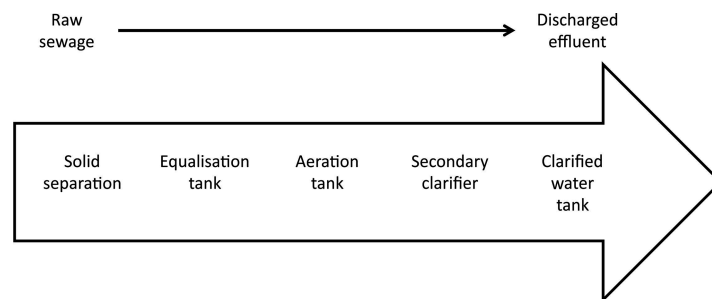 Raw
sewage
Discharged
effluent
Solid
separation
Equalisation
tank
Aeration
tank
Secondary
clarifier
Clarified
water
tank